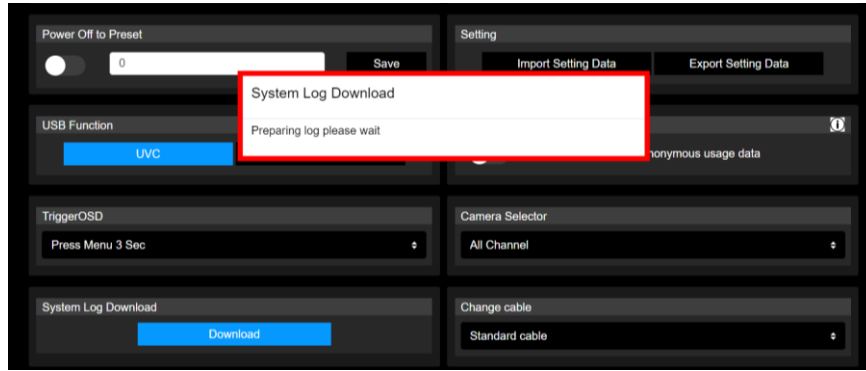 Power Off to Preset
0
Save
Setting
Import Setting Data
Export Setting Data
System Log Download
Preparing log please wait
USB Function
UVC
usage data
TriggerOSD
Press Menu 3 Sec
Camera Selector
All Channel
System Log Download
Download
Change cable
Standard cable